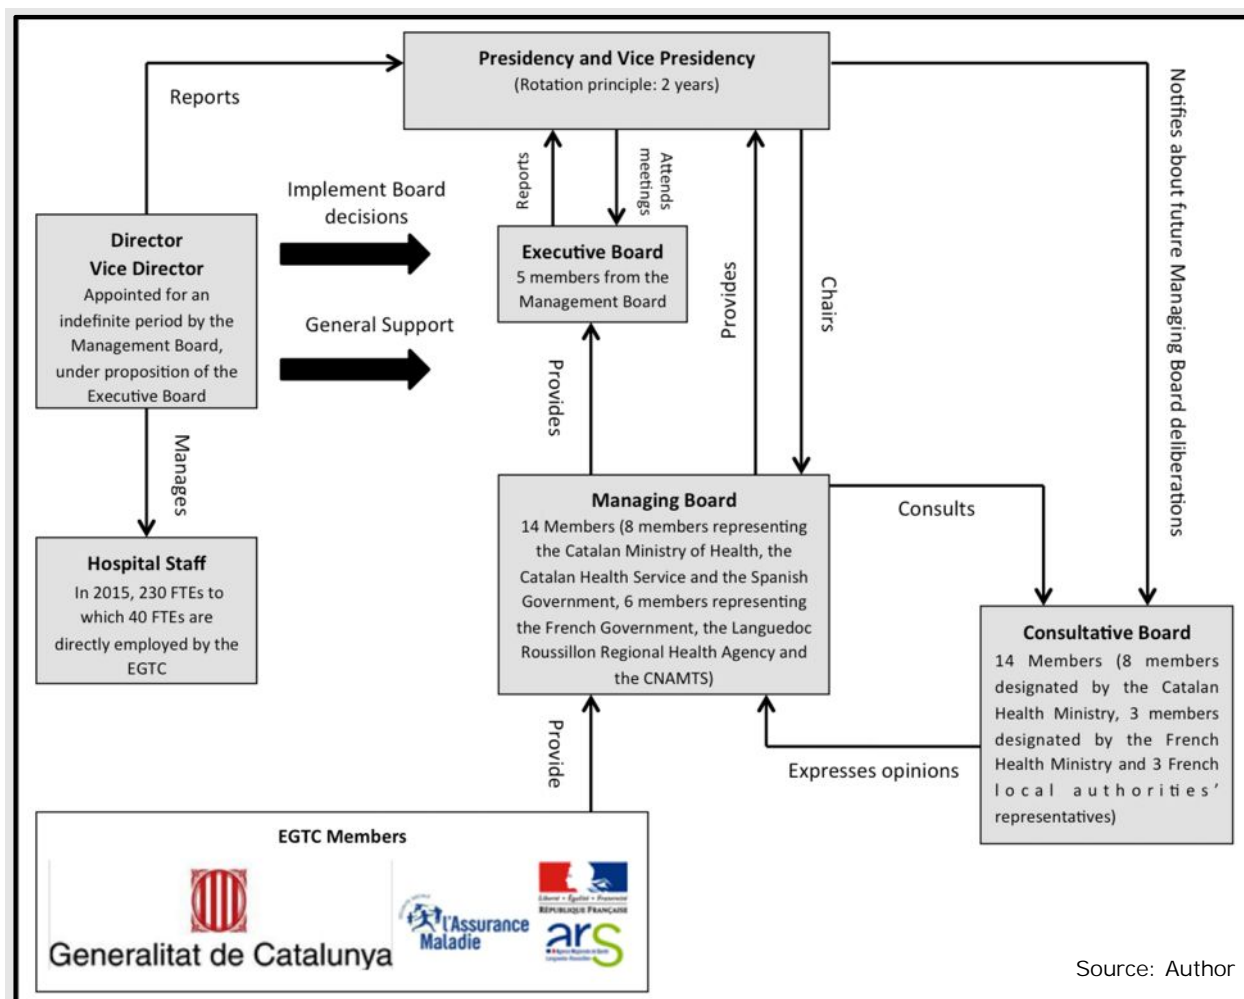 Presidency and Vice Presidency
(Rotation principle: 2 years)
Reports
Notifies about future Managing Board deliberations
Reports
Attends
meetings
Implement Board
decisions
Director
Vice Director
Appointed for an
indefinite period by the
Management Board,
under proposition of the
Executive Board
Executive Board
5 members from the
Management Board
Provides
Chairs
General Support
Provides
Manages
Managing Board
14 Members (8 members representing
the Catalan Ministry of Health, the
Catalan Health Service and the Spanish
Government, 6 members representing
the French Government, the Languedoc
Roussillon Regional Health Agency and
the CNAMTS)
Consults
Hospital Staff
In 2015, 230 FTEs to
which 40 FTEs are
directly employed by the
EGTC
Consultative Board
14 Members (8 members
designated by the Catalan
Health Ministry, 3 members
designated by the French
Health Ministry and 3 French
local authorities'
representatives)
Provide
Expresses opinions
EGTC Members
Generalitat de Catalunya
l'Assurance
Maladie
Liberté • Égalité • Fraternité
RÉPUBLIQUE FRANÇAISE
ars
Source: Author